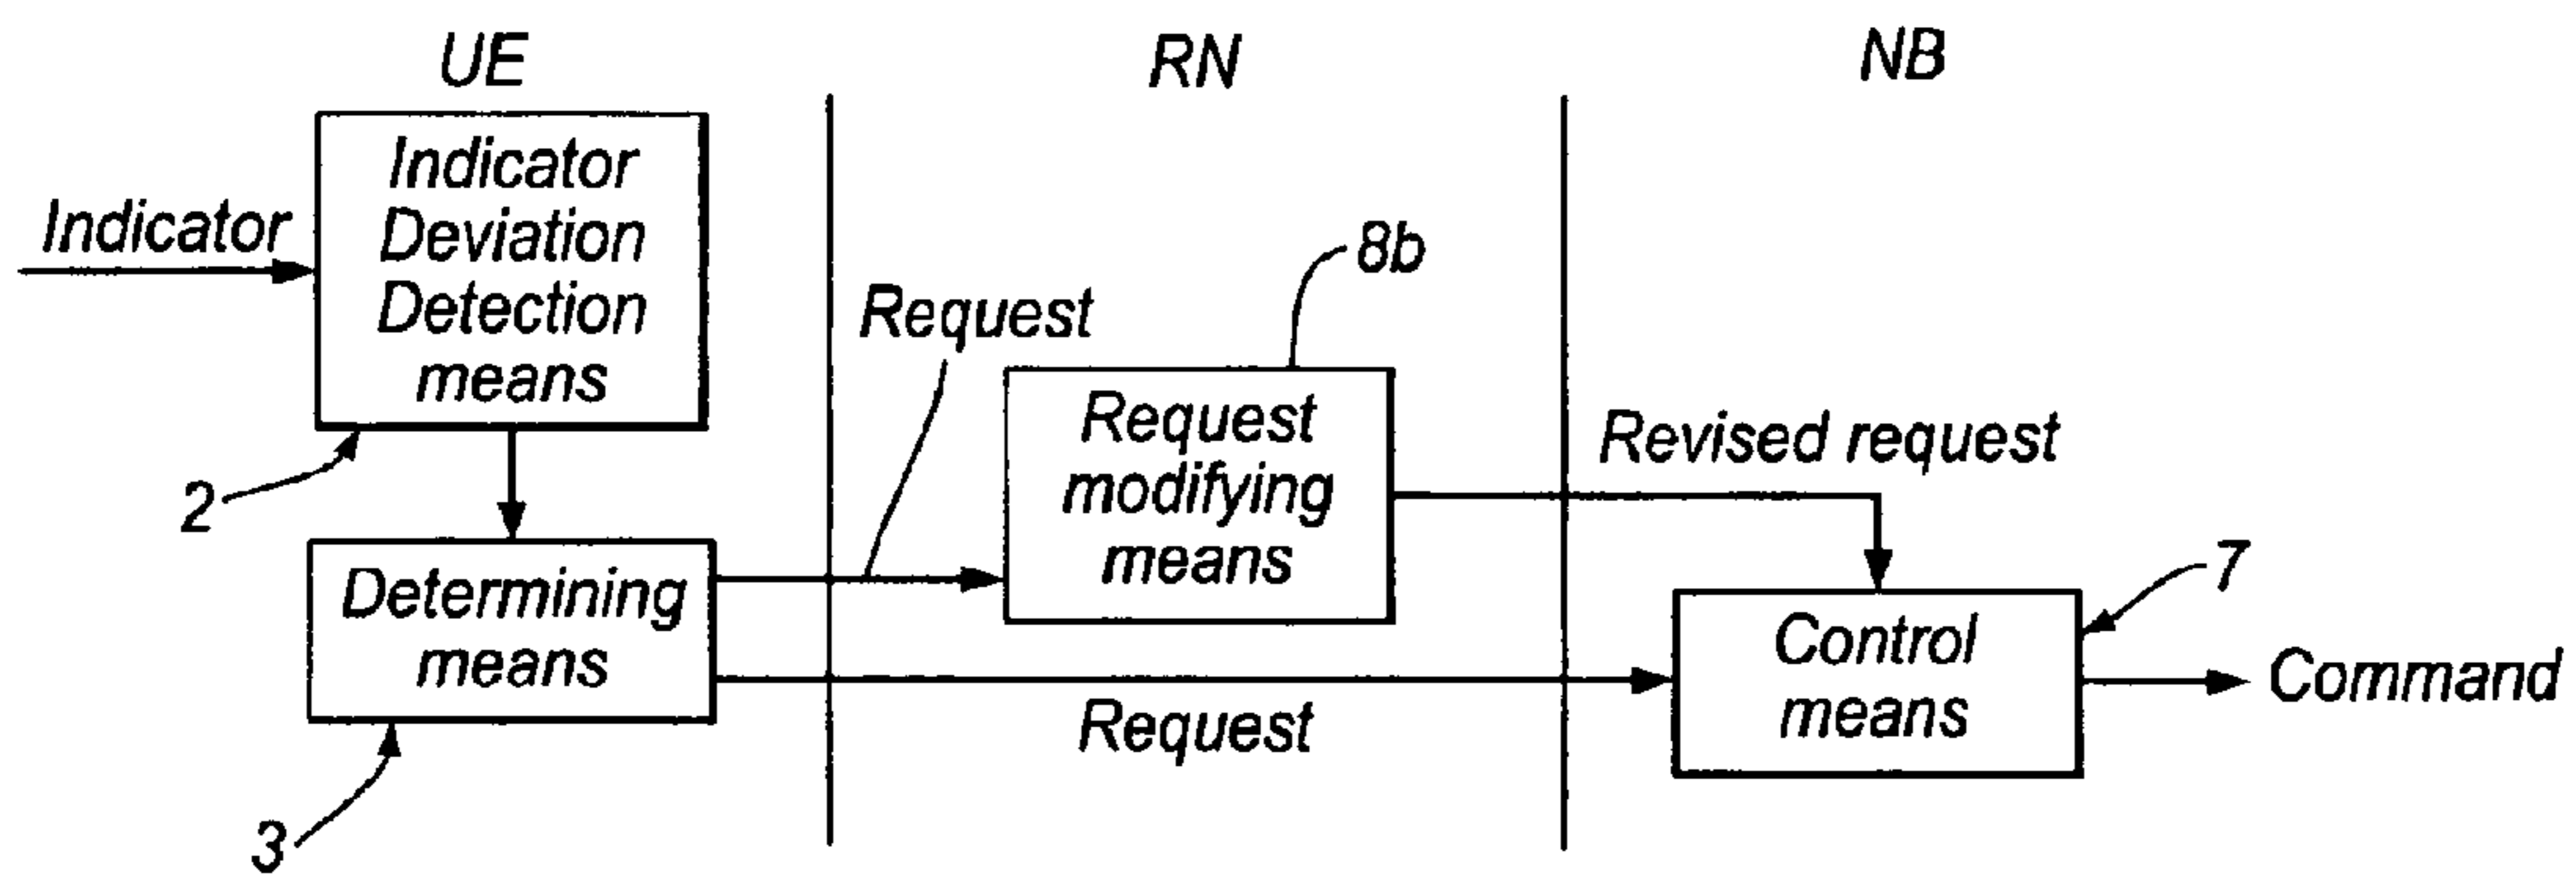 UE
RN
NB
Indicator
Indicator
Deviation
Detection
means
2
Determining
means
3
Request
8b
Request
modifying
means
Request
Revised request
7
Control
means
Command